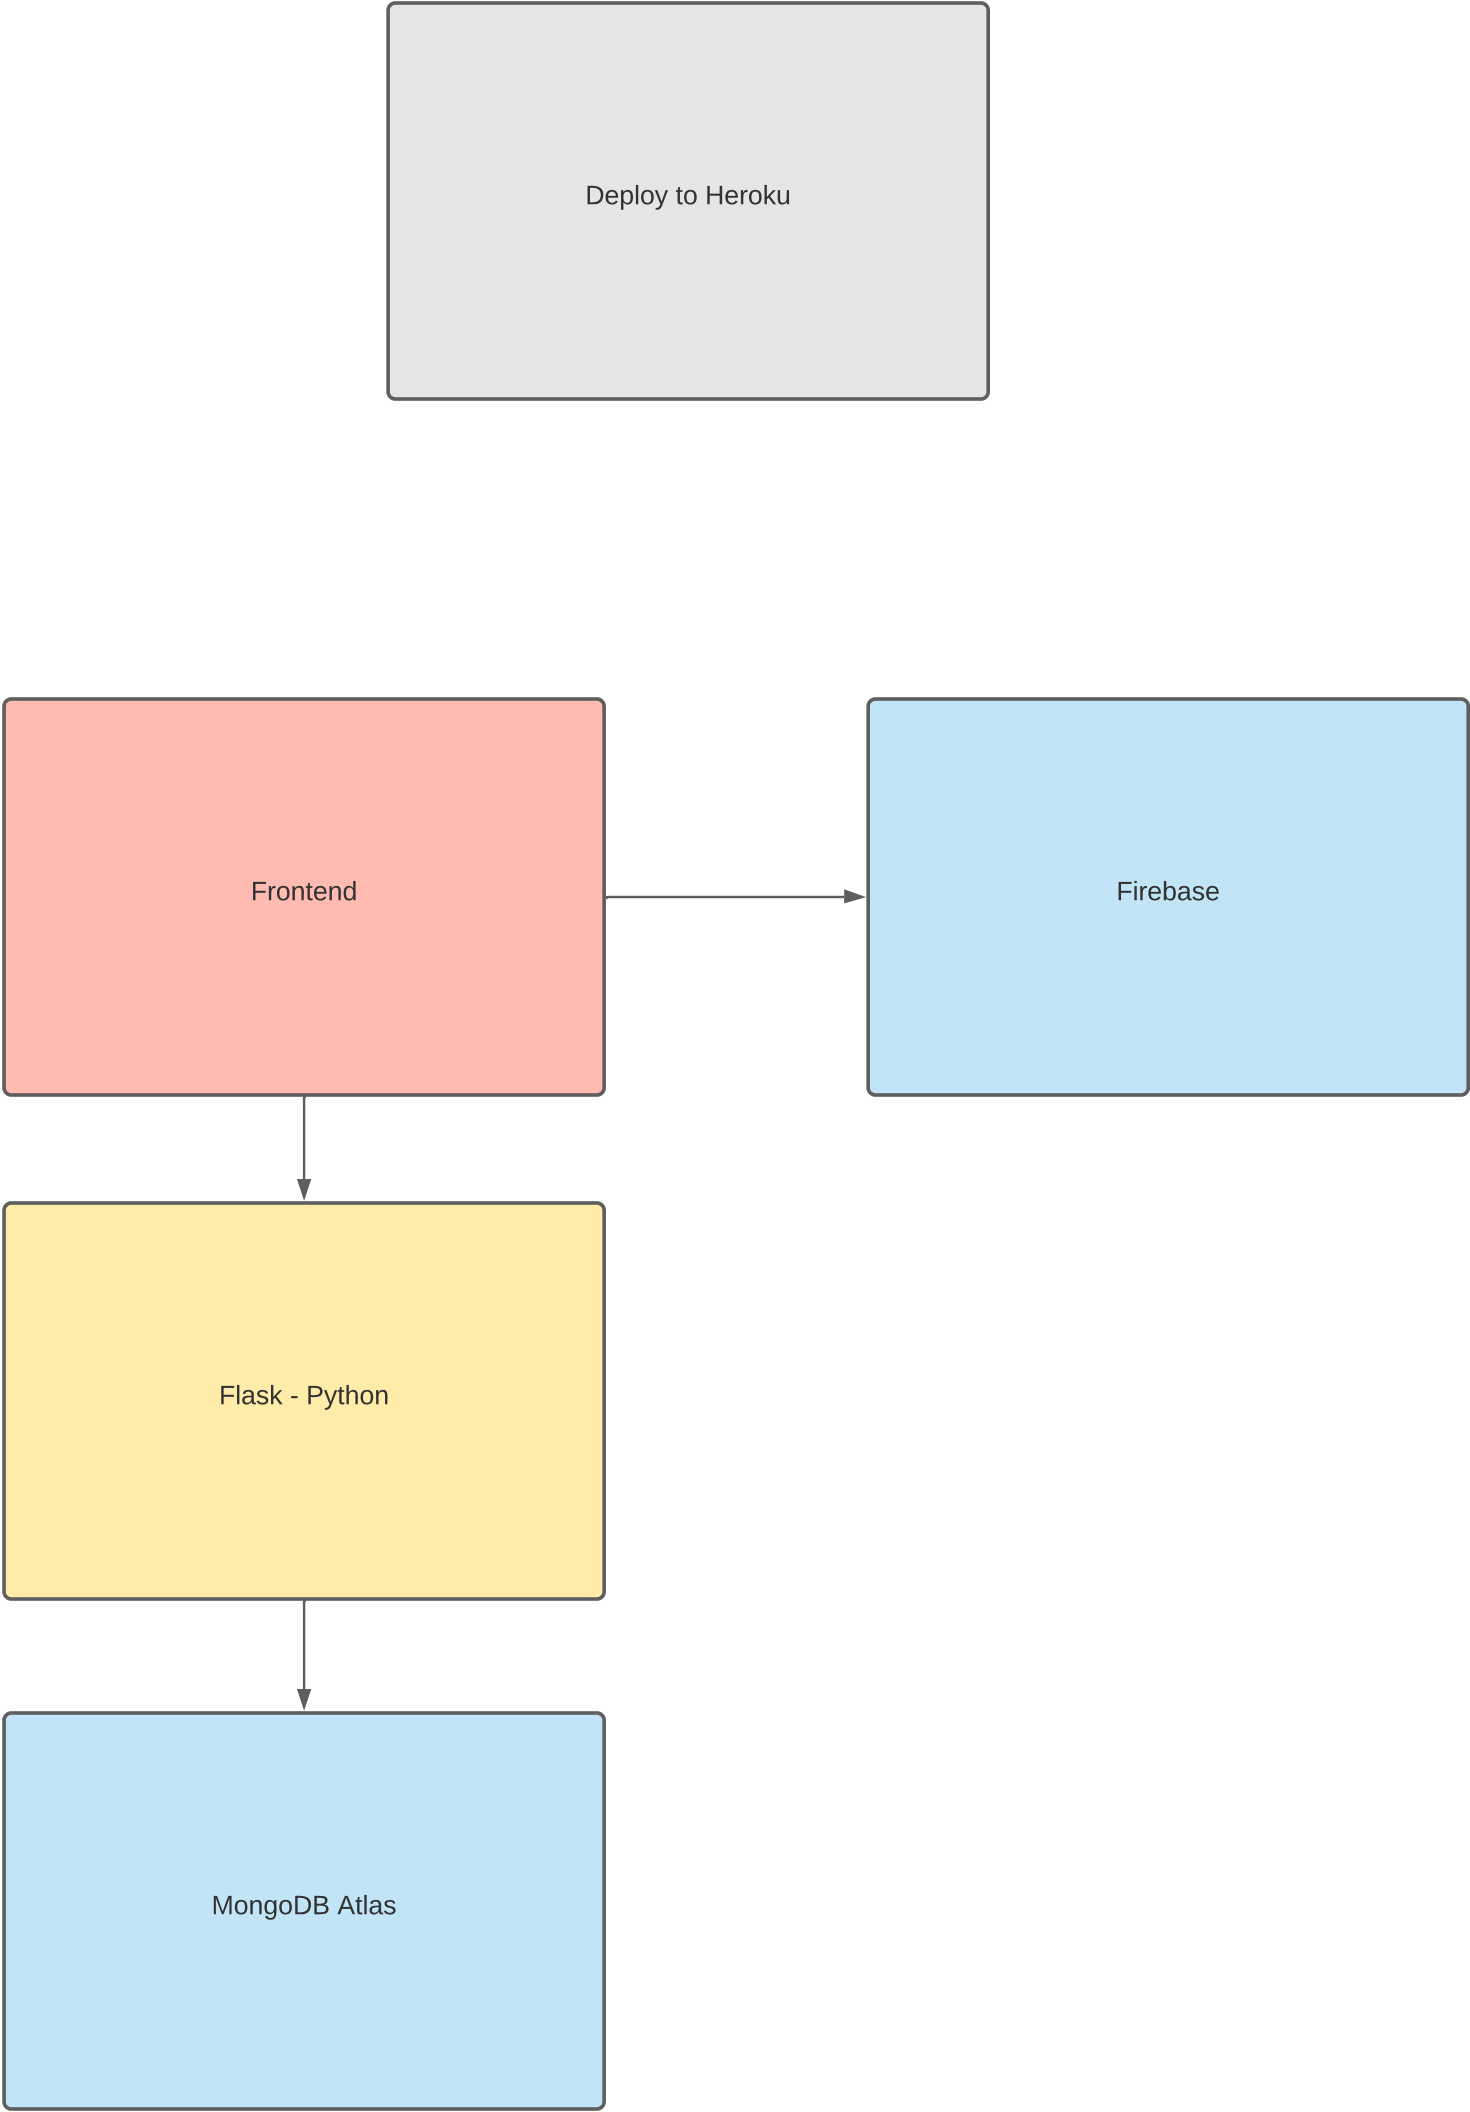 Deploy to Heroku
Frontend
Firebase
Flask - Python
MongoDB Atlas